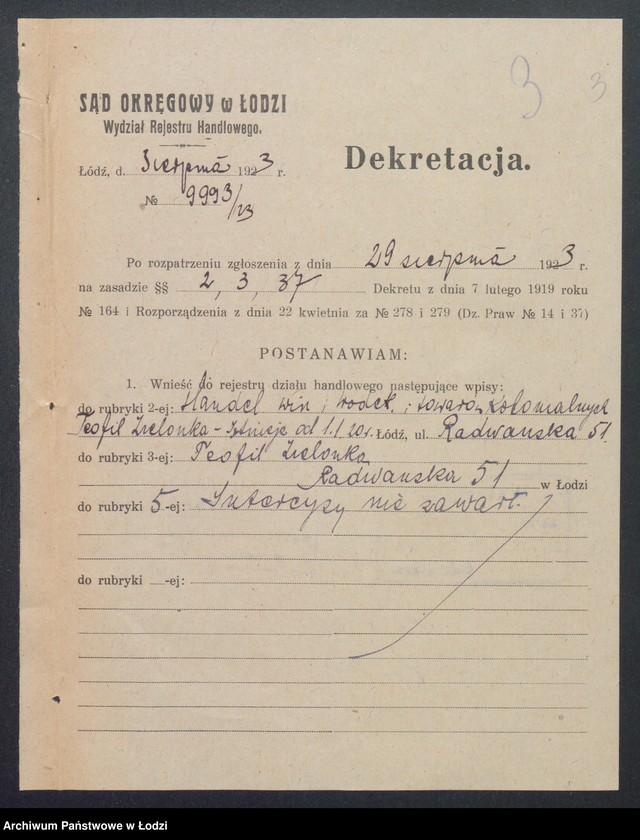 3 3
SĄD OKRĘGOWY w ŁODZI
Wydział Rejestru Handlowego.
Łódź, d. Sierpnia 1923 r.
№ 9993/23
Dekretacja.
Po rozpatrzeniu zgłoszenia z dnia 29 sierpnia 1923 r.
na zasadzie §§ 2, 3, 37 Dekretu z dnia 7 lutego 1919 roku
№ 164 i Rozporządzenia z dnia 22 kwietnia za № 278 i 279 (Dz. Praw № 14 i 37)
POSTANAWIAM:
1. Wnieść do rejestru działu handlowego następujące wpisy:
do rubryki 2-ej: Handel win i wódek i towarów kolonialnych
Teofil Zielonka - Istnieje od 1.I 20 r. Łódź, ul. Radwańska 51.
do rubryki 3-ej: Teofil Zielonka
Radwańska 51 w Łodzi
do rubryki 5-ej: Intercyzy nie zawarł.
do rubryki -ej:
Archiwum Państwowe w Łodzi